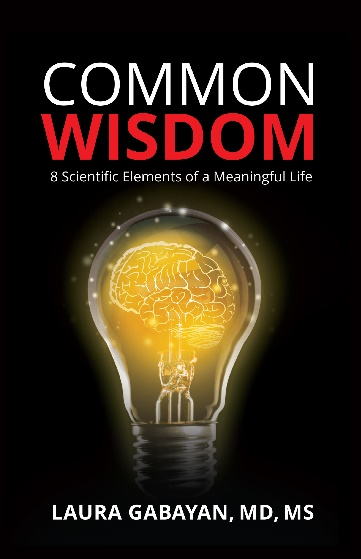 COMMON
WISDOM
8 Scientific Elements of a Meaningful Life
LAURA GABAYAN, MD, MS